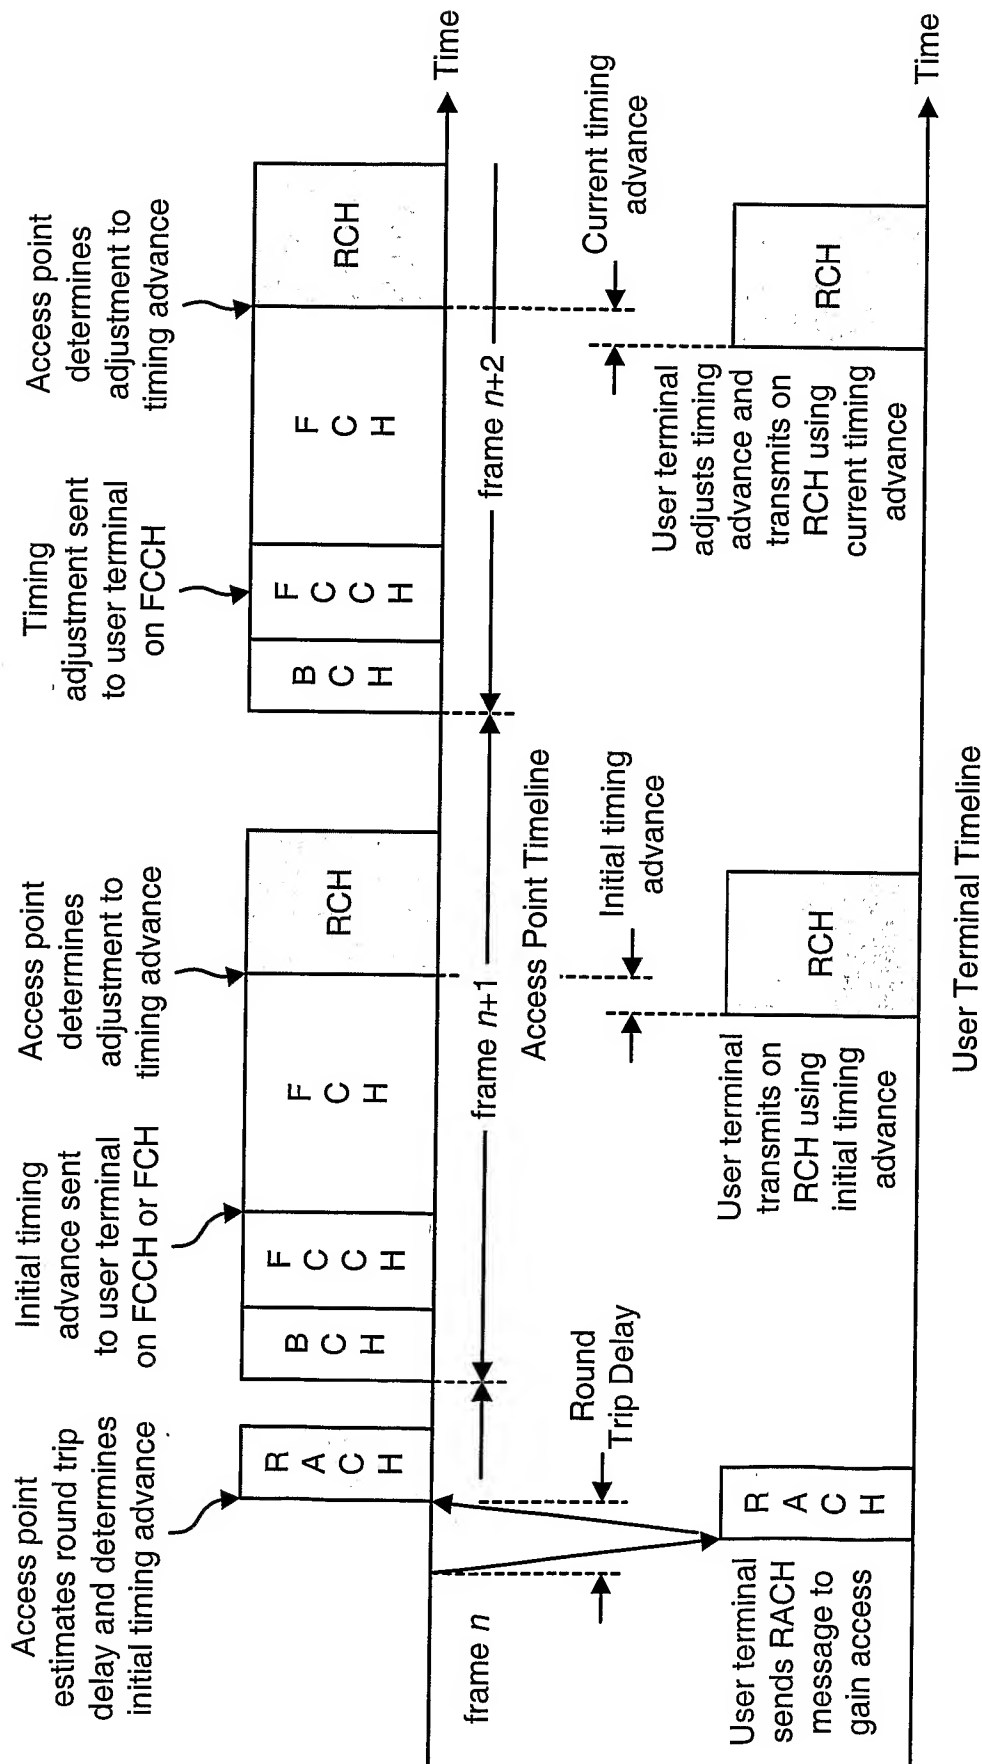 Access point
estimates round trip
delay and determines
initial timing advance
Initial timing
advance sent
to user terminal
on FCCH or FCH
Access point
determines
adjustment to
timing advance
Timing
adjustment sent
to user terminal
on FCCH
Access point
determines
adjustment to
timing advance
R
A
C
H
B
C
H
F
C
C
H
F
C
H
RCH
B
C
H
F
C
C
H
F
C
H
RCH
Time
frame n
frame n+1
frame n+2
Access Point Timeline
Round
Trip Delay
Initial timing
advance
Current timing
advance
User terminal
sends RACH
message to
gain access
R
A
C
H
User terminal
transmits on
RCH using
initial timing
advance
RCH
User terminal
adjusts timing
advance and
transmits on
RCH using
current timing
advance
RCH
Time
User Terminal Timeline